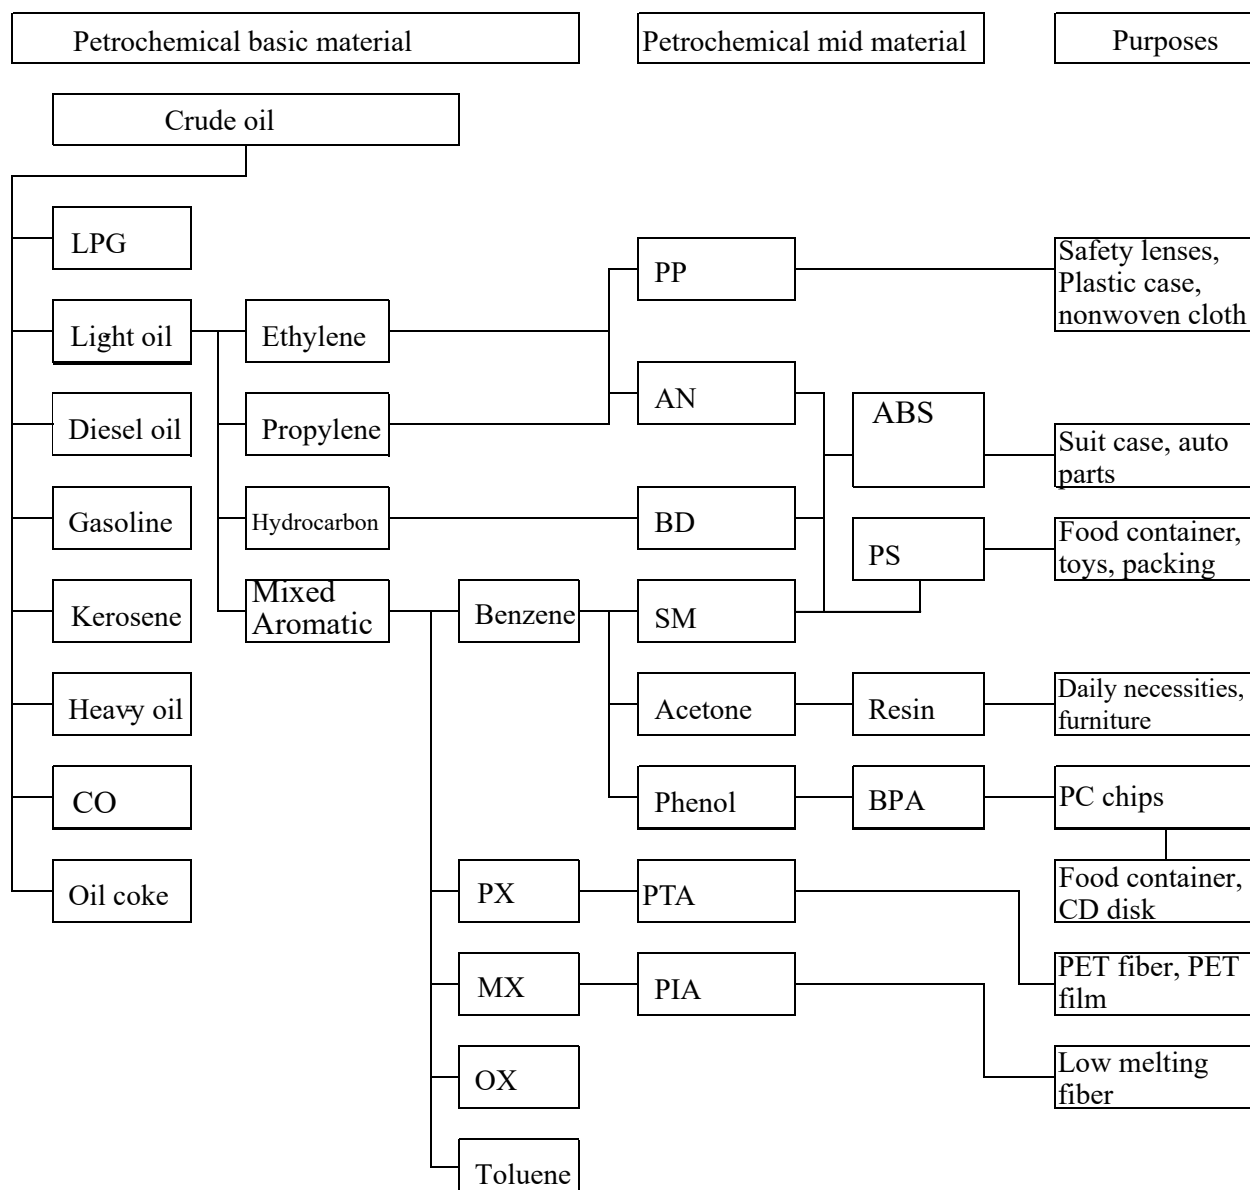 Petrochemical basic material
Petrochemical mid material
Purposes
Crude oil
LPG
PP
Safety lenses,
Plastic case,
nonwoven cloth
Light oil
Ethylene
AN
ABS
Diesel oil
Propylene
Suit case, auto
parts
Gasoline
Hydrocarbon
BD
PS
Food container,
toys, packing
Kerosene
Mixed
Aromatic
Benzene
SM
Heavy oil
Acetone
Resin
Daily necessities,
furniture
CO
Phenol
BPA
PC chips
Oil coke
PX
PTA
Food container,
CD disk
MX
PIA
PET fiber, PET
film
OX
Low melting
fiber
Toluene